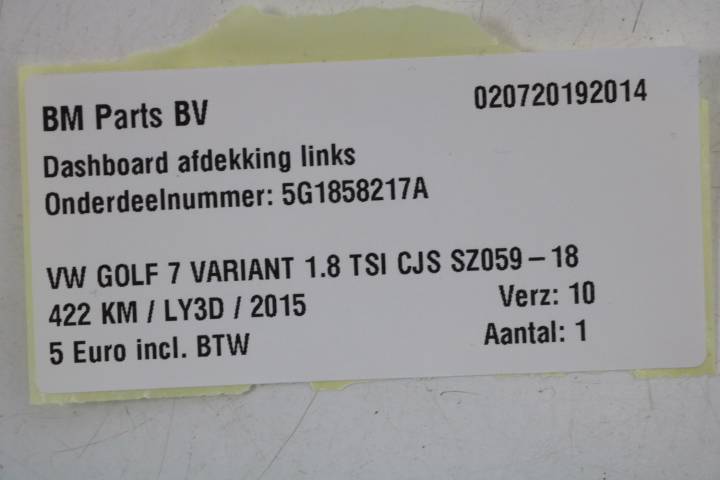 BM Parts BV 020720192014
Dashboard afdekking links
Onderdeelnummer: 5G1858217A
VW GOLF 7 VARIANT 1.8 TSI CJS SZ059-18
422 KM / LY3D / 2015 Verz: 10
5 Euro incl. BTW Aantal: 1